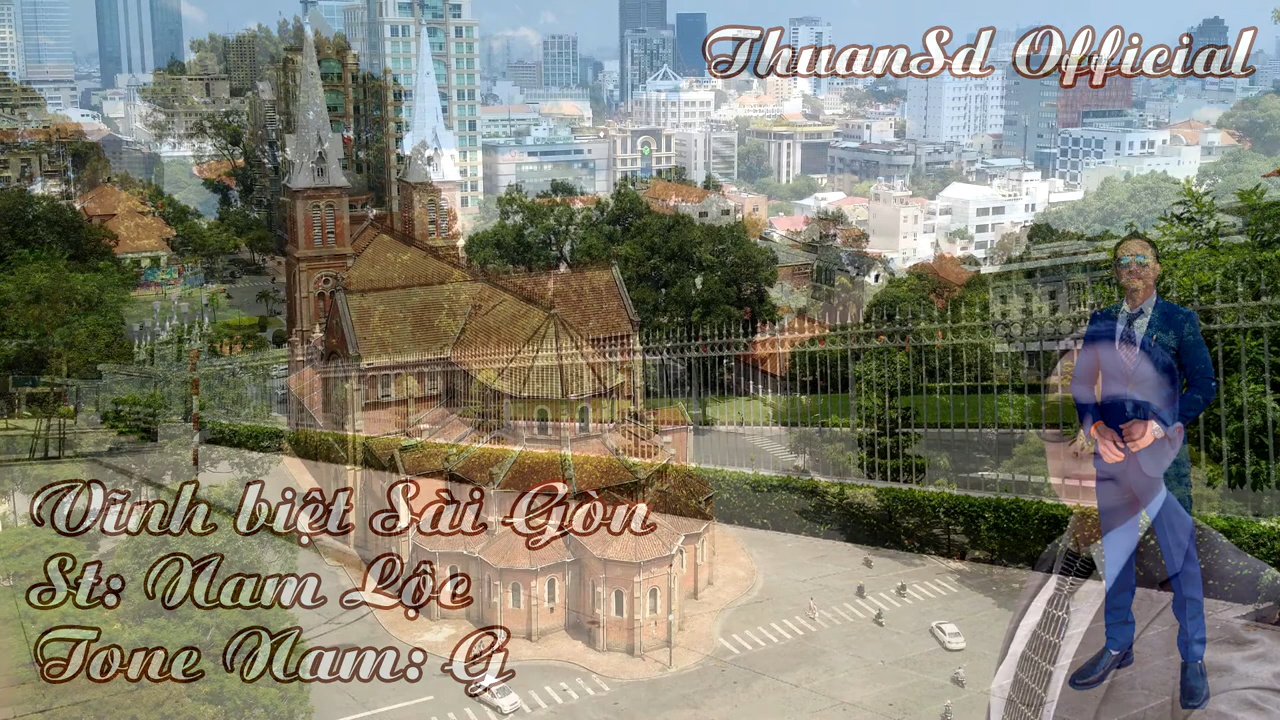 ThuanSd Official
Vĩnh biệt Sài Gòn
St: Nam Lộc
Tone Nam: G